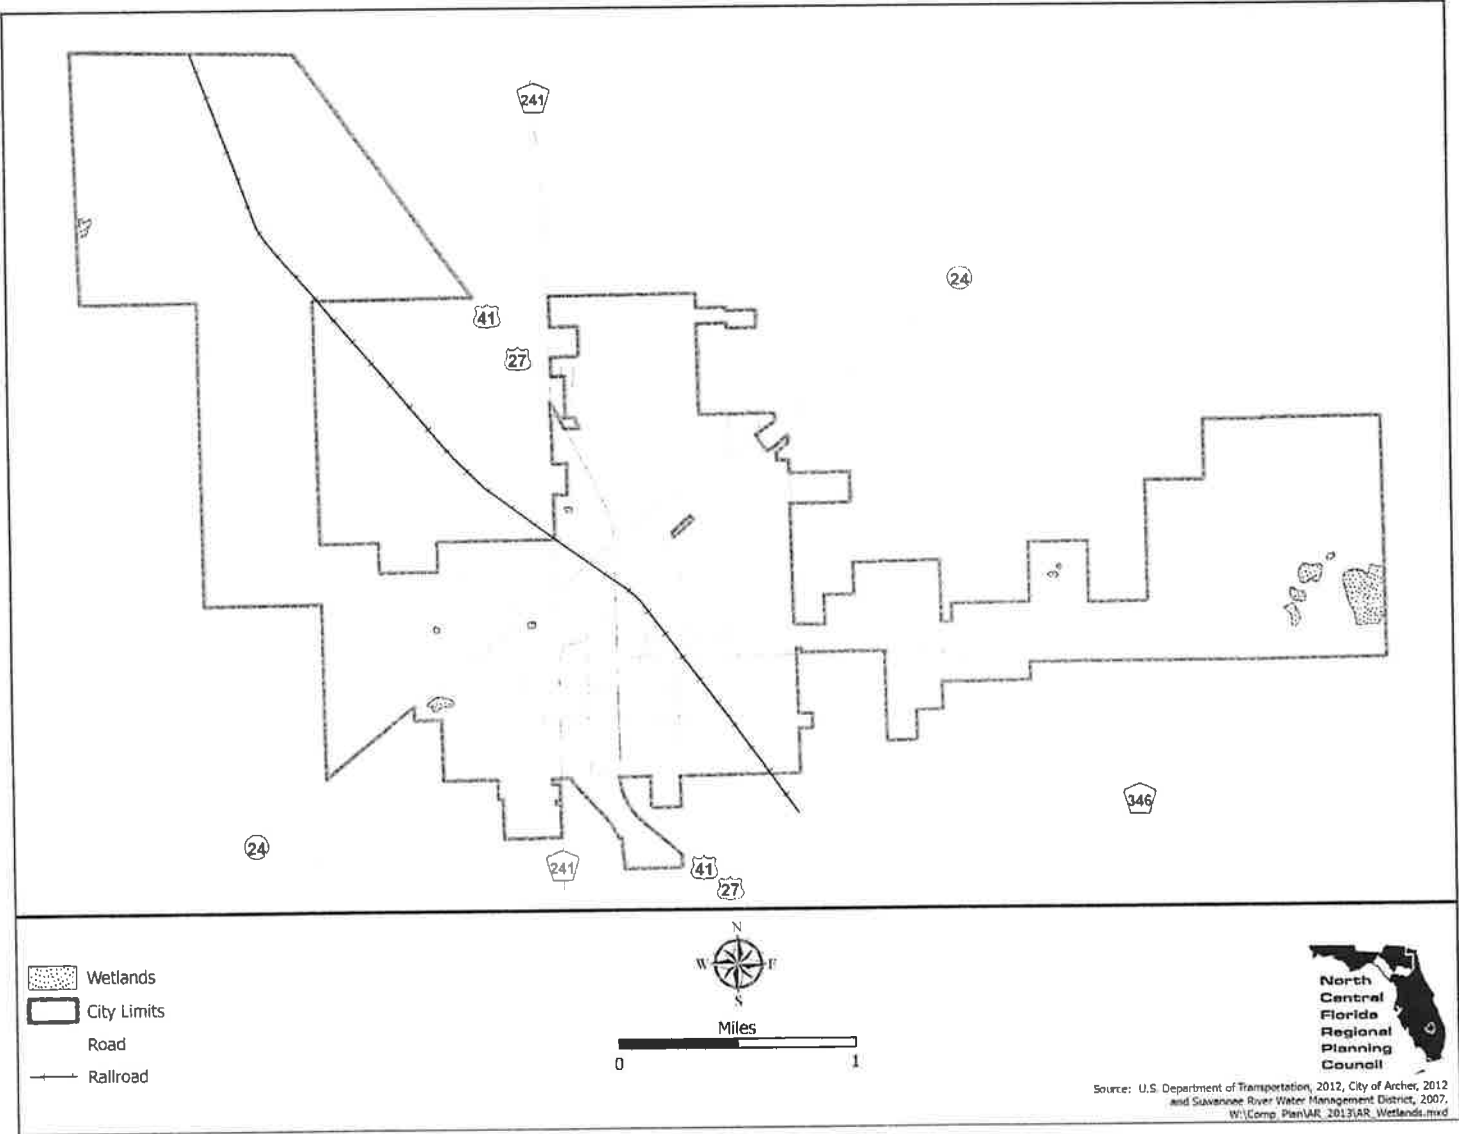 241
24
41
27
346
24
241
41
27
N
W E
S
Wetlands
City Limits
Road
Railroad
Miles
0 1
North
Central
Florida
Regional
Planning
Council
Source: U.S. Department of Transportation, 2012, City of Archer, 2012
and Suwannee River Water Management District, 2007,
W:\Comp_Plan\AR_2013\AR_Wetlands.mxd